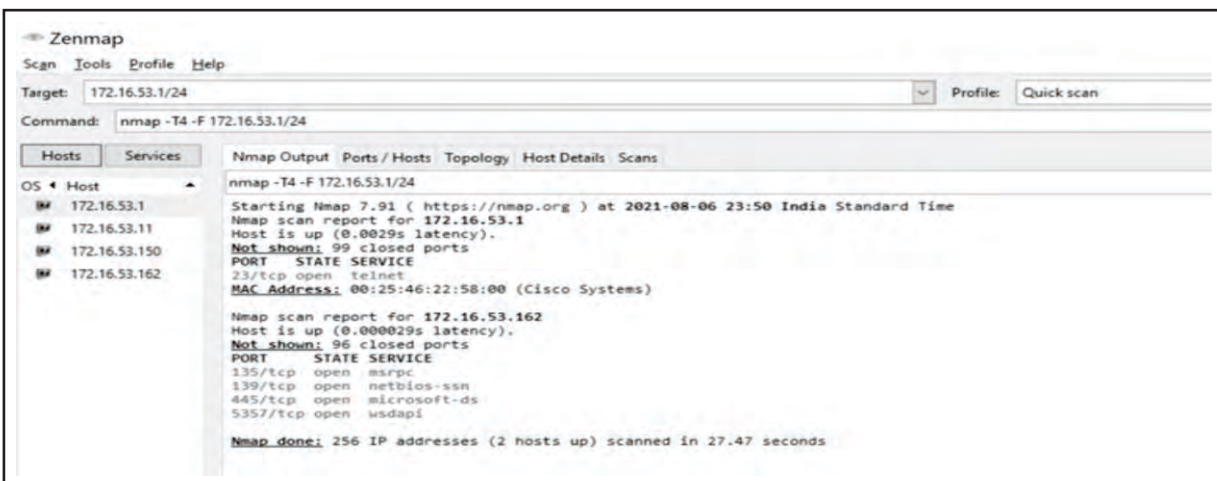 Zenmap
Scan Tools Profile Help
Target: 172.16.53.1/24 Profile: Quick scan
Command: nmap -T4 -F 172.16.53.1/24
Hosts Services Nmap Output Ports / Hosts Topology Host Details Scans
OS Host
nmap -T4 -F 172.16.53.1/24
172.16.53.1
172.16.53.11
172.16.53.150
172.16.53.162
Starting Nmap 7.91 ( https://nmap.org ) at 2021-08-06 23:50 India Standard Time
Nmap scan report for 172.16.53.1
Host is up (0.0029s latency).
Not shown: 99 closed ports
PORT STATE SERVICE
23/tcp open telnet
MAC Address: 00:25:46:22:58:00 (Cisco Systems)
Nmap scan report for 172.16.53.162
Host is up (0.000029s latency).
Not shown: 96 closed ports
PORT STATE SERVICE
135/tcp open msrpc
139/tcp open netbios-ssn
445/tcp open microsoft-ds
5357/tcp open wsdapi
Nmap done: 256 IP addresses (2 hosts up) scanned in 27.47 seconds